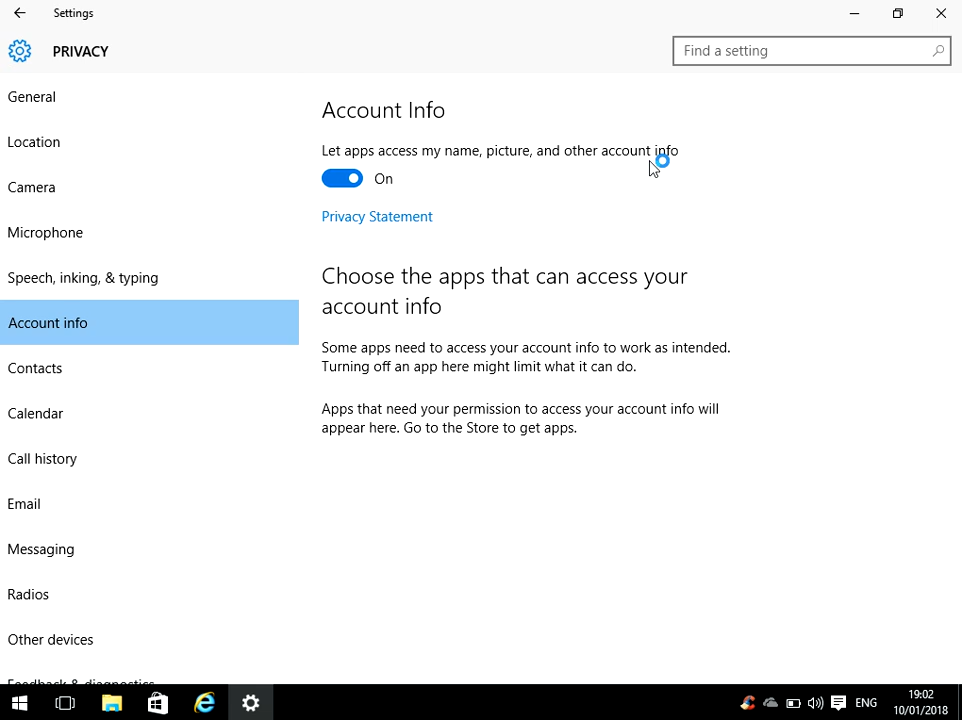 Settings
PRIVACY
Find a setting
General
Location
Camera
Microphone
Speech, inking, & typing
Account info
Contacts
Calendar
Call history
Email
Messaging
Radios
Other devices
Feedback & diagnostics
Account Info
Let apps access my name, picture, and other account info
On
Privacy Statement
Choose the apps that can access your
account info
Some apps need to access your account info to work as intended.
Turning off an app here might limit what it can do.
Apps that need your permission to access your account info will
appear here. Go to the Store to get apps.
ENG
19:02
10/01/2018